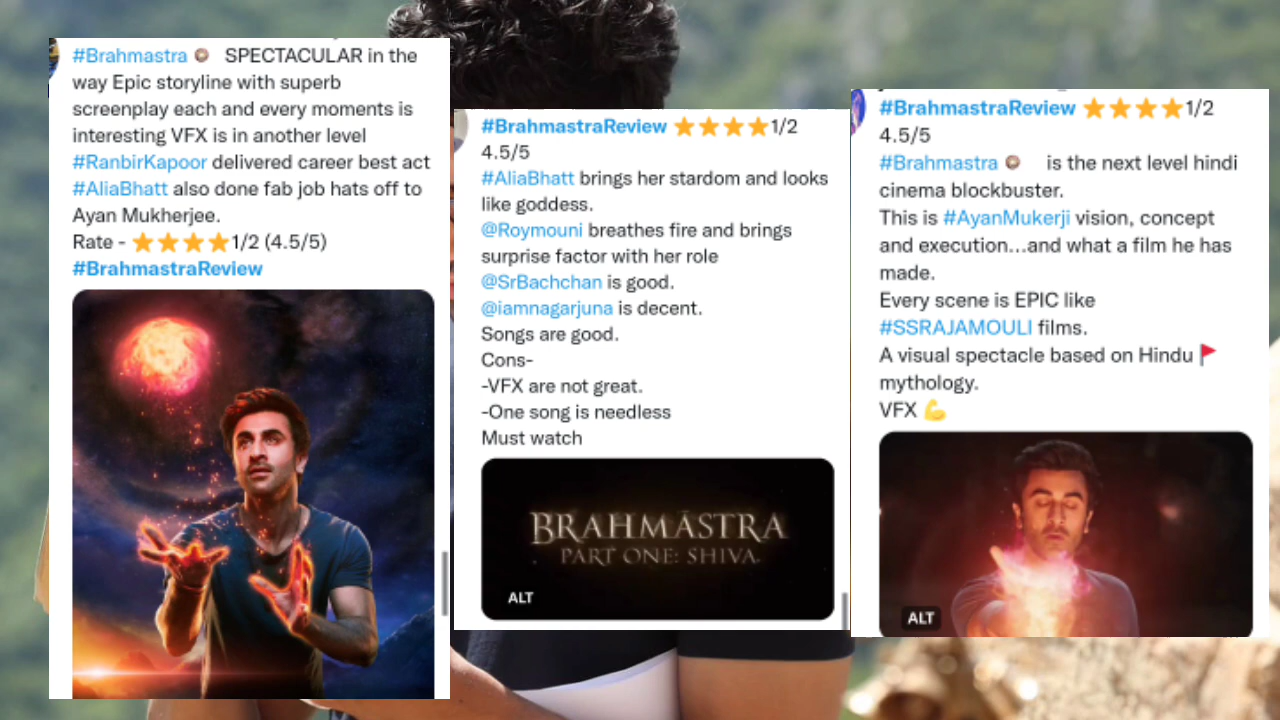 #Brahmastra SPECTACULAR in the
way Epic storyline with superb
screenplay each and every moments is
interesting VFX is in another level
#RanbirKapoor delivered career best act
#AliaBhatt also done fab job hats off to
Ayan Mukherjee.
Rate - ⭐⭐⭐⭐1/2 (4.5/5)
#BrahmastraReview
#BrahmastraReview ⭐⭐⭐⭐1/2
4.5/5
#AliaBhatt brings her stardom and looks
like goddess.
@Roymouni breathes fire and brings
surprise factor with her role
@SrBachchan is good.
@iamnagarjuna is decent.
Songs are good.
Cons-
-VFX are not great.
-One song is needless
Must watch
BRAHMĀSTRA
PART ONE: SHIVA
ALT
#BrahmastraReview ⭐⭐⭐⭐1/2
4.5/5
#Brahmastra is the next level hindi
cinema blockbuster.
This is #AyanMukerji vision, concept
and execution...and what a film he has
made.
Every scene is EPIC like
#SSRAJAMOULI films.
A visual spectacle based on Hindu 🚩
mythology.
VFX 💪
ALT